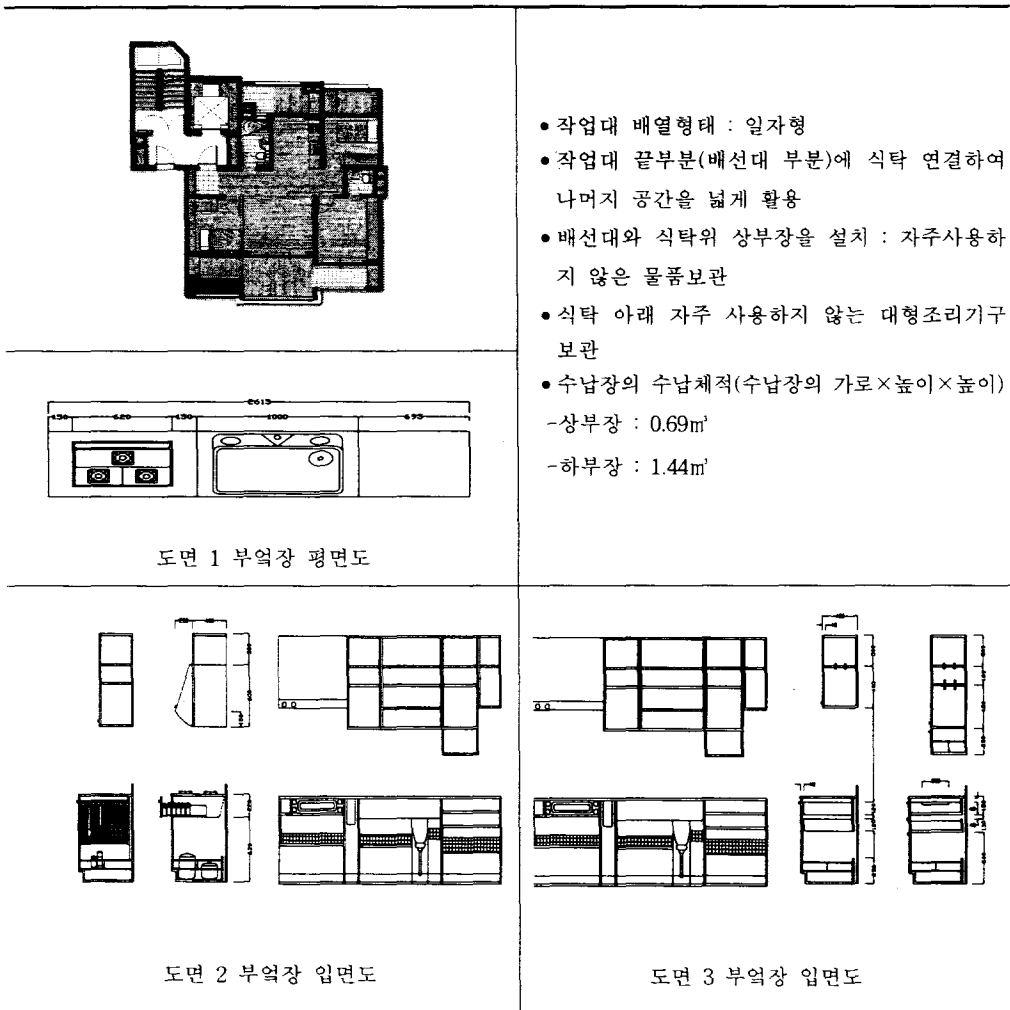 • 작업대 배열형태 : 일자형
• 작업대 끝부분(배선대 부분)에 식탁 연결하여
나머지 공간을 넓게 활용
• 배선대와 식탁위 상부장을 설치 : 자주사용하
지 않은 물품보관
• 식탁 아래 자주 사용하지 않는 대형조리기구
보관
• 수납장의 수납체적(수납장의 가로×높이×높이)
-상부장 : 0.69㎥
-하부장 : 1.44㎥
2615
150 620 150 1000 695
도면 1 부엌장 평면도
도면 2 부엌장 입면도
도면 3 부엌장 입면도